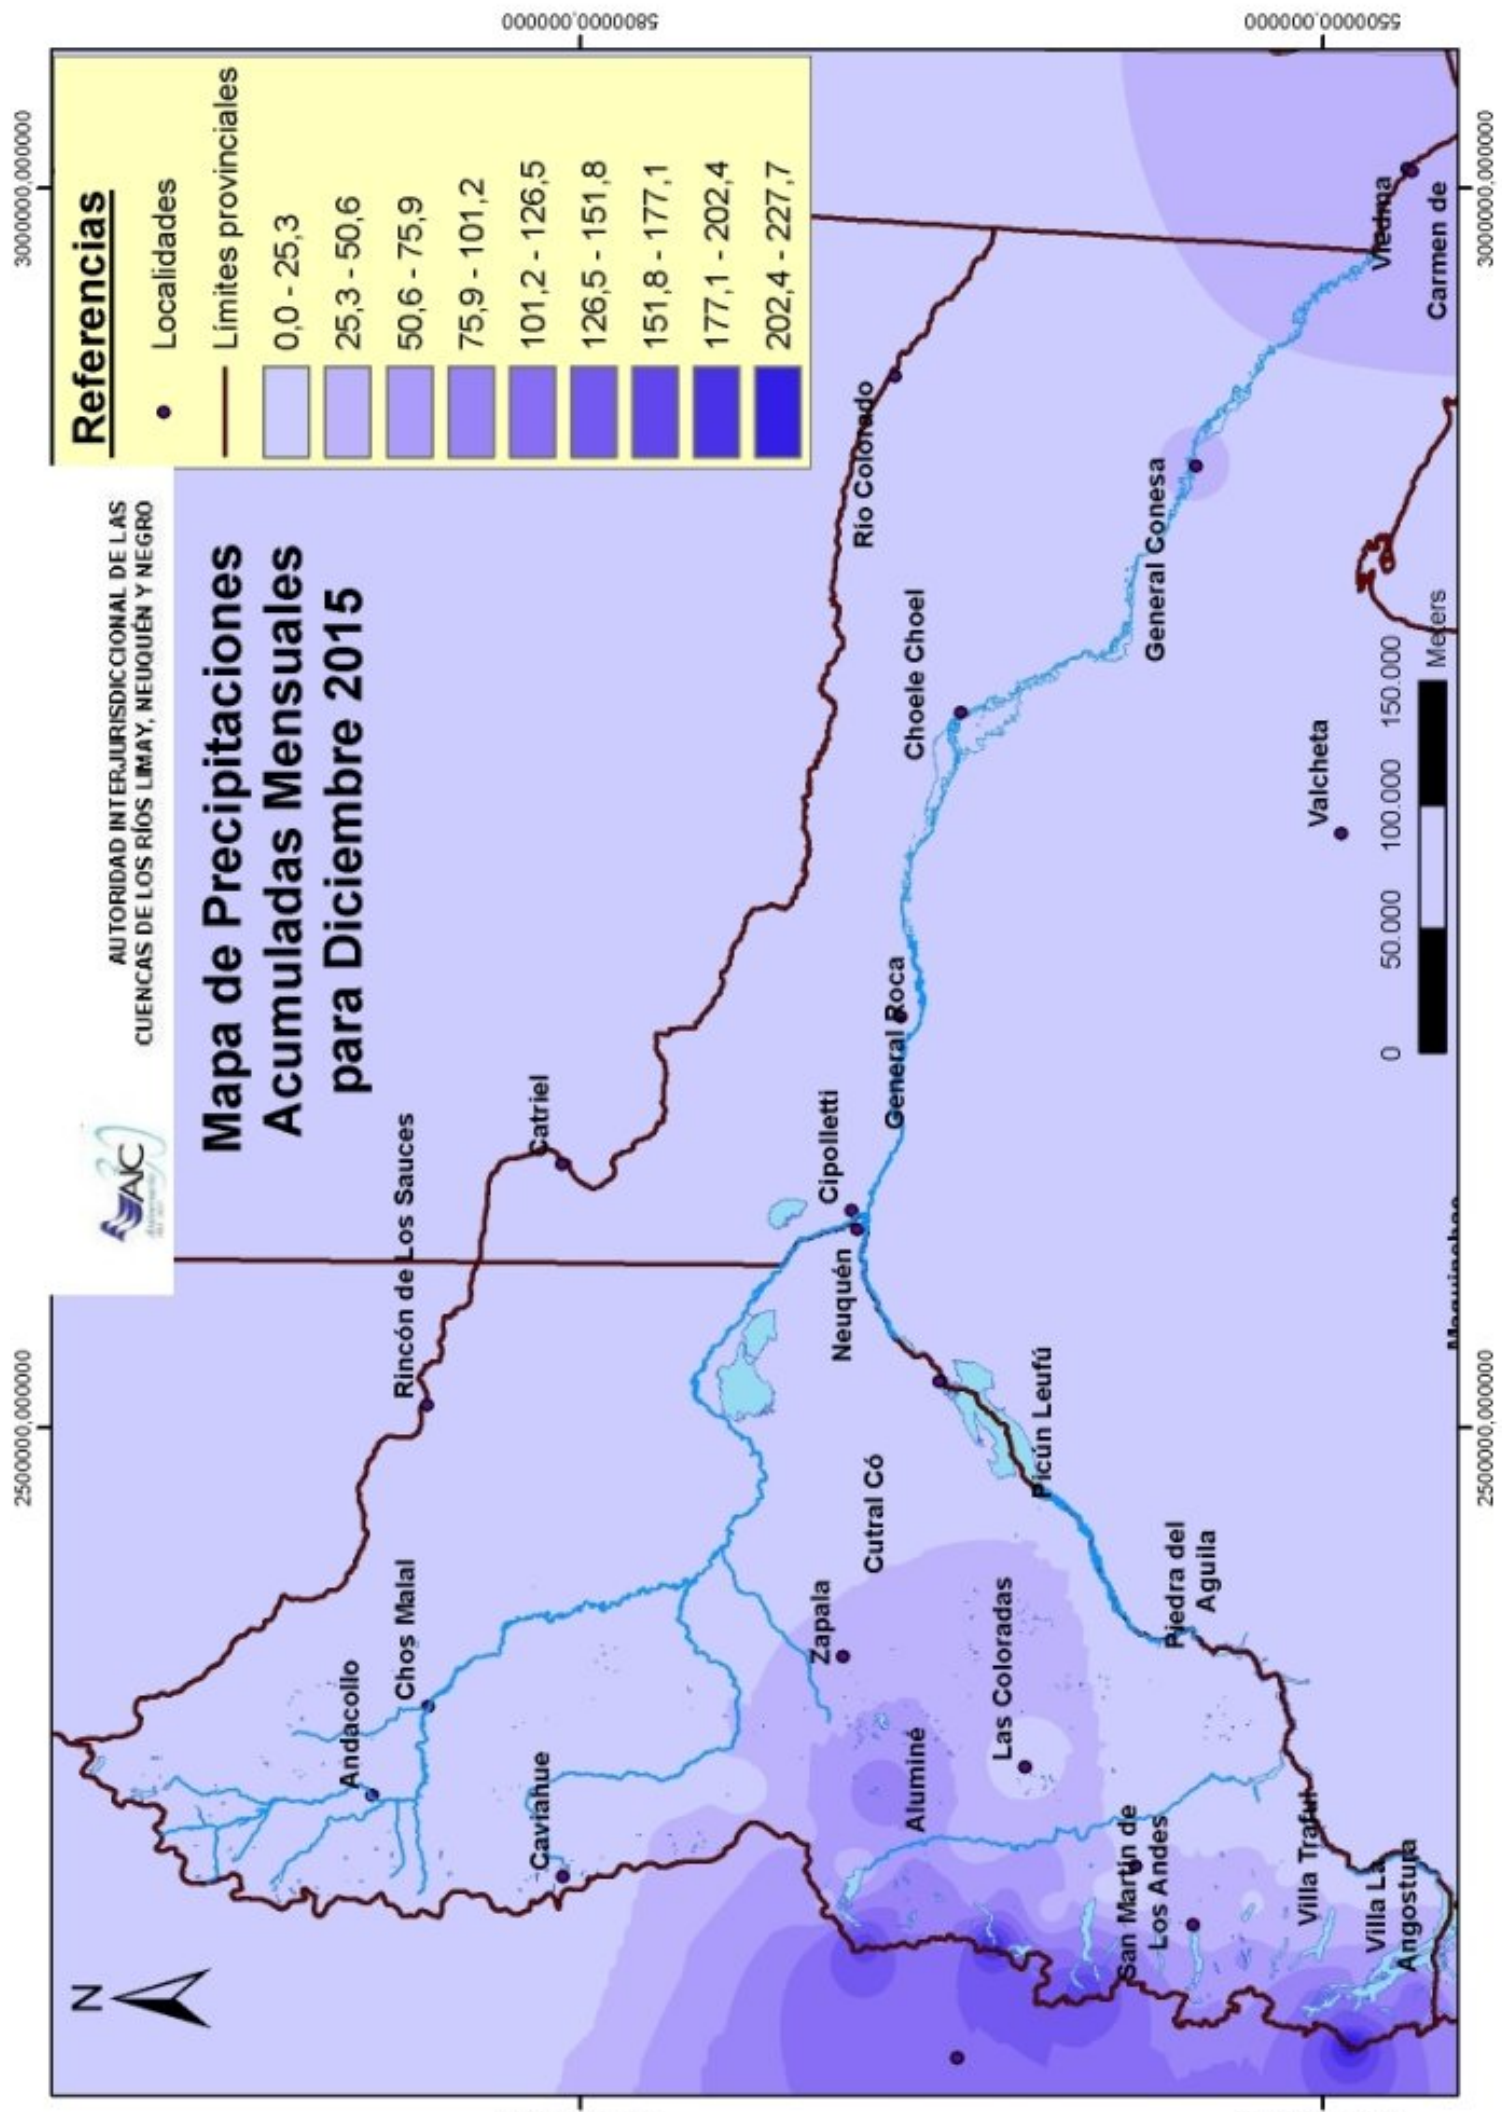 AUTORIDAD INTERJURISDICCIONAL DE LAS
CUENCAS DE LOS RÍOS LIMAY, NEUQUÉN Y NEGRO
AIC
Mapa de Precipitaciones
Acumuladas Mensuales
para Diciembre 2015
Referencias
Localidades
Límites provinciales
0,0 - 25,3
25,3 - 50,6
50,6 - 75,9
75,9 - 101,2
101,2 - 126,5
126,5 - 151,8
151,8 - 177,1
177,1 - 202,4
202,4 - 227,7
2500000,000000
3000000,000000
5800000,000000
5500000,000000
N
Andacollo
Chos Malal
Rincón de Los Sauces
Catriel
Caviahue
Zapala
Cutral Có
Neuquén
Cipolletti
General Roca
Choele Choel
Río Colorado
Aluminé
Las Coloradas
Picún Leufú
Piedra del
Aguila
San Martín de
Los Andes
Villa Traful
Villa La
Angostura
General Conesa
Valcheta
Viedma
Carmen de
0 50.000 100.000 150.000
Meters
2500000,000000
3000000,000000